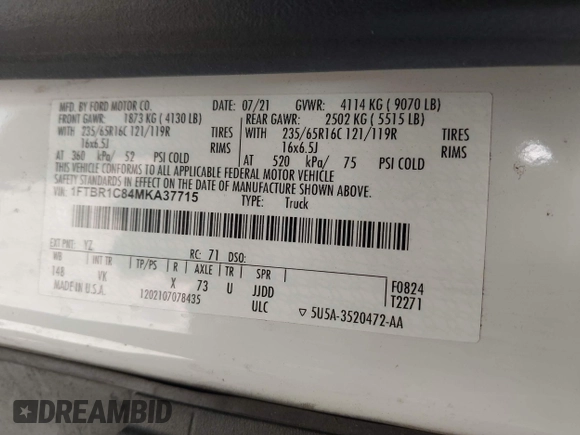 MFD. BY FORD MOTOR CO. 07/21 GVWR: 4114 KG ( 9070 LB)
FRONT GAWR: 1873 KG ( 4130 LB) REAR GAWR: 2502 KG ( 5515 LB)
WITH 235/65R16C 121/119R TIRES WITH 235/65R16C 121/119R TIRES
16x6.5J RIMS 16x6.5J RIMS
AT 360 kPa/ 52 PSI COLD AT 520 kPa/ 75 PSI COLD
THIS VEHICLE CONFORMS TO ALL APPLICABLE FEDERAL MOTOR VEHICLE
SAFETY STANDARDS IN EFFECT ON THE DATE OF MANUFACTURE SHOWN ABOVE.
VIN: 1FTBR1C84MKA37715 TYPE: Truck
EXT PNT: YZ RC: 71 DSO:
WB INT TR TP/PS R AXLE TR SPR F0824
148 VK X 73 U JJDD T2271
MADE IN U.S.A. 1202107078435 ULC ▽ 5U5A-3520472-AA
DREAMBID